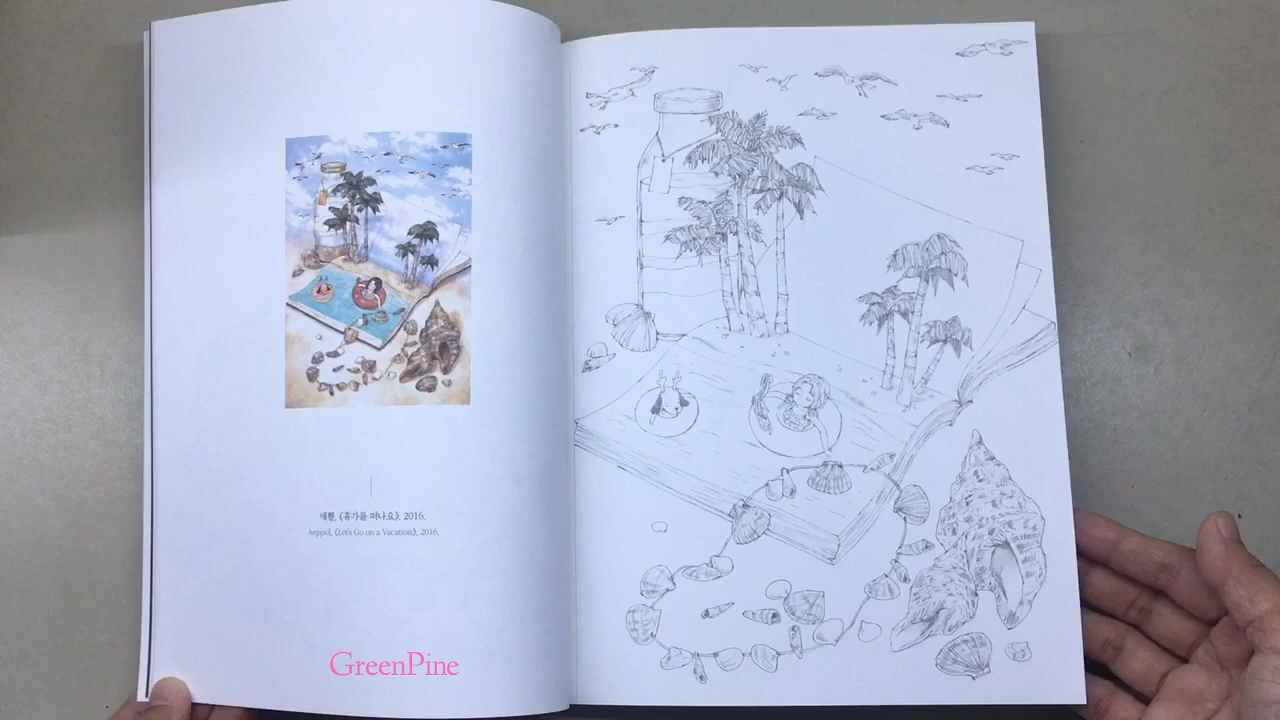 애뽈, 《휴가를 떠나요》, 2016.
Aeppol, 《Let's Go on a Vacation》, 2016.
GreenPine